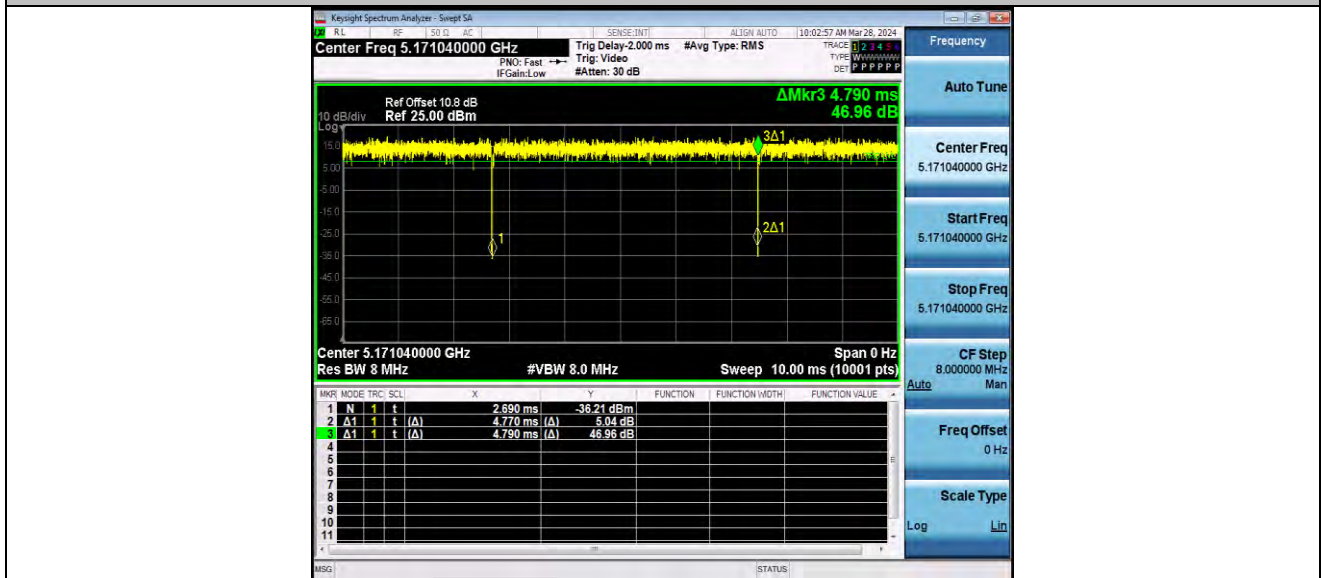 Keysight Spectrum Analyzer - Swept SA
RL RF 50 Ω AC SENSE:INT ALIGN AUTO 10:02:57 AM Mar 28, 2024
Center Freq 5.171040000 GHz Trig Delay-2.000 ms #Avg Type: RMS TRACE 1 2 3 4 5 6
PNO: Fast Trig: Video TYPE WWWWWW
IFGain:Low #Atten: 30 dB DET P P P P P P
Frequency
Auto Tune
Center Freq
5.171040000 GHz
Start Freq
5.171040000 GHz
Stop Freq
5.171040000 GHz
CF Step
8.000000 MHz
Auto Man
Freq Offset
0 Hz
Scale Type
Log Lin
ΔMkr3 4.790 ms
46.96 dB
Ref Offset 10.8 dB
10 dB/div Ref 25.00 dBm
Log
15.0
5.00
-5.00
-15.0
-25.0
-35.0
-45.0
-55.0
-65.0
3Δ1
2Δ1
1
Center 5.171040000 GHz Span 0 Hz
Res BW 8 MHz #VBW 8.0 MHz Sweep 10.00 ms (10001 pts)
MKR MODE TRC SCL X Y FUNCTION FUNCTION WIDTH FUNCTION VALUE
1 N 1 t 2.690 ms -36.21 dBm
2 Δ1 1 t (Δ) 4.770 ms (Δ) 5.04 dB
3 Δ1 1 t (Δ) 4.790 ms (Δ) 46.96 dB
4
5
6
7
8
9
10
11
MSG STATUS